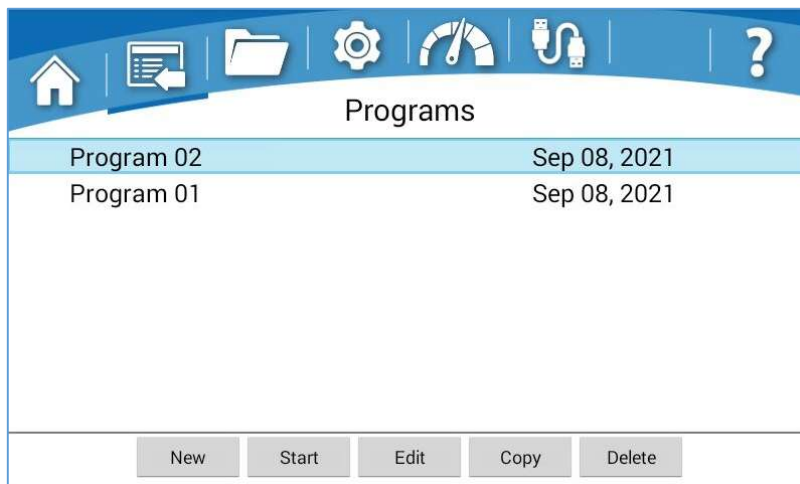 ?
Programs
Program 02 Sep 08, 2021
Program 01 Sep 08, 2021
New Start Edit Copy Delete